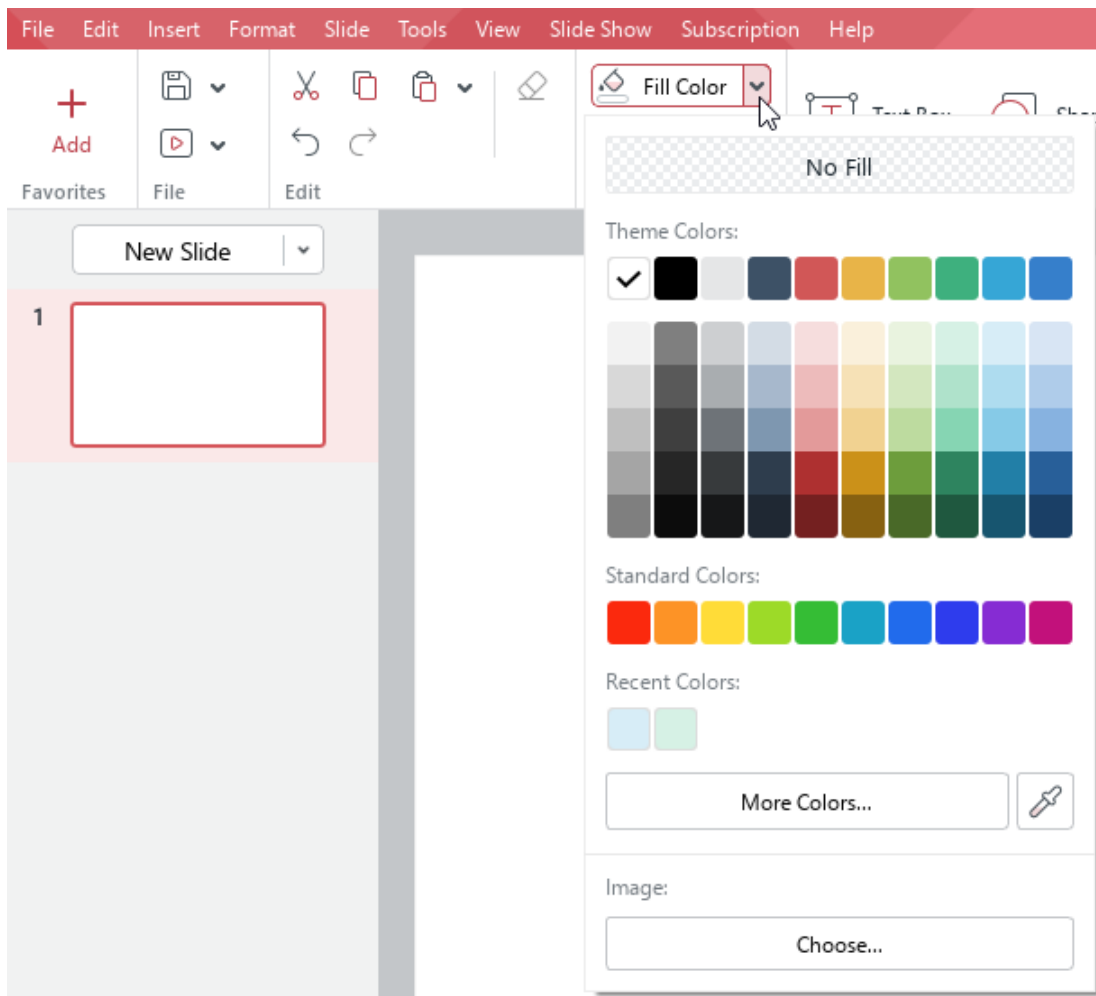 File Edit Insert Format Slide Tools View Slide Show Subscription Help
Fill Color
Add
Favorites File Edit
No Fill
New Slide
Theme Colors:
1
Standard Colors:
Recent Colors:
More Colors...
Image:
Choose...